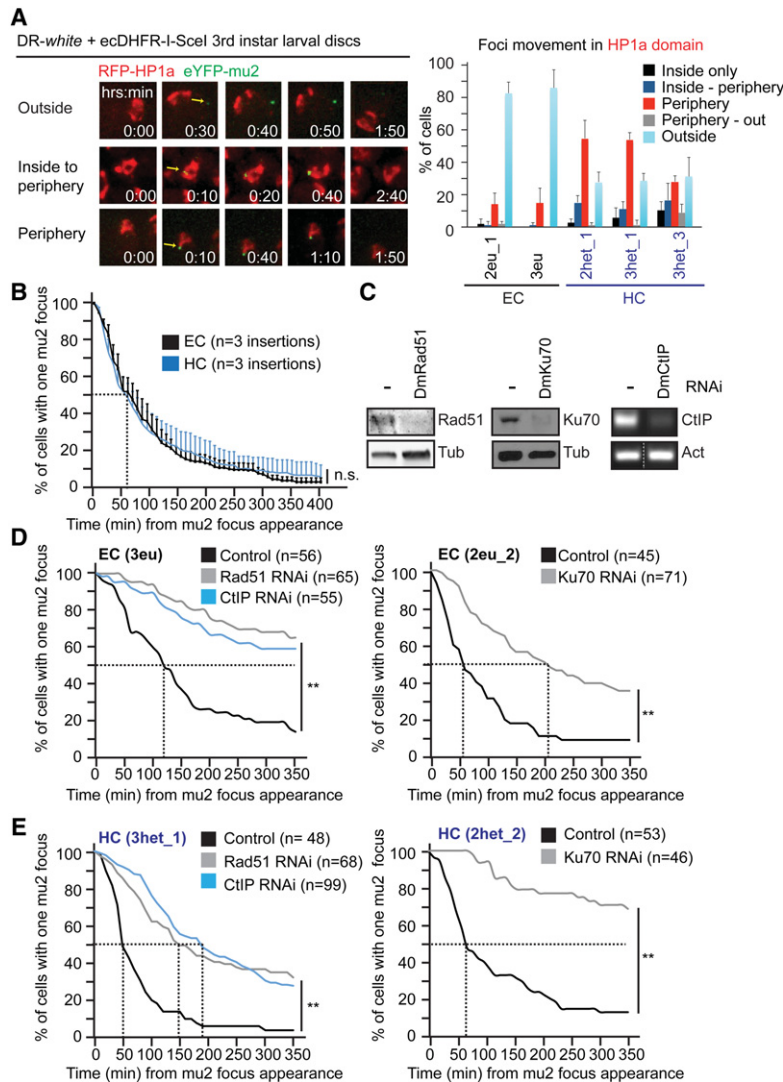 A
DR-white + ecDHFR-I-SceI 3rd instar larval discs
RFP-HP1a eYFP-mu2
Outside
hrs:min
0:00 0:30 0:40 0:50 1:50
Inside to
periphery
0:00 0:10 0:20 0:40 2:40
Periphery
0:00 0:10 0:40 1:10 1:50
Foci movement in HP1a domain
Inside only
Inside - periphery
Periphery
Periphery - out
Outside
% of cells
100
80
60
40
20
0
2eu_1 3eu 2het_1 3het_1 3het_3
EC HC
B
EC (n=3 insertions)
HC (n=3 insertions)
% of cells with one mu2 focus
100
80
60
40
20
0
n.s.
0 50 100 150 200 250 300 350 400
Time (min) from mu2 focus appearance
C
- DmRad51 - DmKu70 - DmCtIP RNAi
Rad51 Ku70 CtIP
Tub Tub Act
D
EC (3eu)
Control (n=56)
Rad51 RNAi (n=65)
CtIP RNAi (n=55)
% of cells with one mu2 focus
100
80
60
40
20
0
**
0 50 100 150 200 250 300 350
Time (min) from mu2 focus appearance
EC (2eu_2)
Control (n=45)
Ku70 RNAi (n=71)
% of cells with one mu2 focus
100
80
60
40
20
0
**
0 50 100 150 200 250 300 350
Time (min) from mu2 focus appearance
E
HC (3het_1)
Control (n= 48)
Rad51 RNAi (n=68)
CtIP RNAi (n=99)
% of cells with one mu2 focus
100
80
60
40
20
0
**
0 50 100 150 200 250 300 350
Time (min) from mu2 focus appearance
HC (2het_2)
Control (n=53)
Ku70 RNAi (n=46)
% of cells with one mu2 focus
100
80
60
40
20
0
**
0 50 100 150 200 250 300 350
Time (min) from mu2 focus appearance